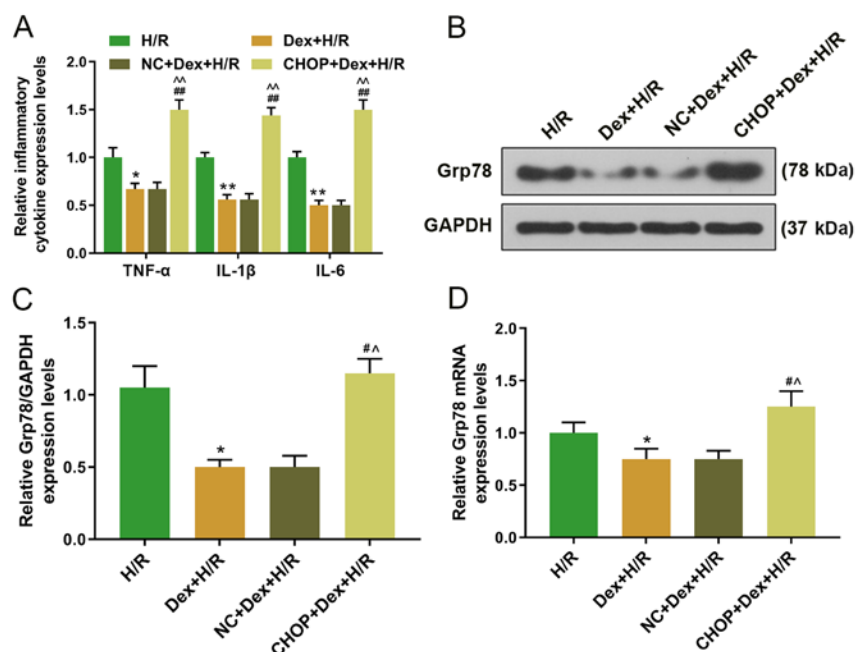 A
H/R
Dex+H/R
NC+Dex+H/R
CHOP+Dex+H/R
Relative inflammatory
cytokine expression levels
2.0
1.5
1.0
0.5
0.0
*
^^
##
**
^^
##
**
^^
##
TNF-α
IL-1β
IL-6
B
H/R
Dex+H/R
NC+Dex+H/R
CHOP+Dex+H/R
Grp78
(78 kDa)
GAPDH
(37 kDa)
C
Relative Grp78/GAPDH
expression levels
1.5
1.0
0.5
0.0
*
#^
H/R
Dex+H/R
NC+Dex+H/R
CHOP+Dex+H/R
D
Relative Grp78 mRNA
expression levels
2.0
1.5
1.0
0.5
0.0
*
#^
H/R
Dex+H/R
NC+Dex+H/R
CHOP+Dex+H/R